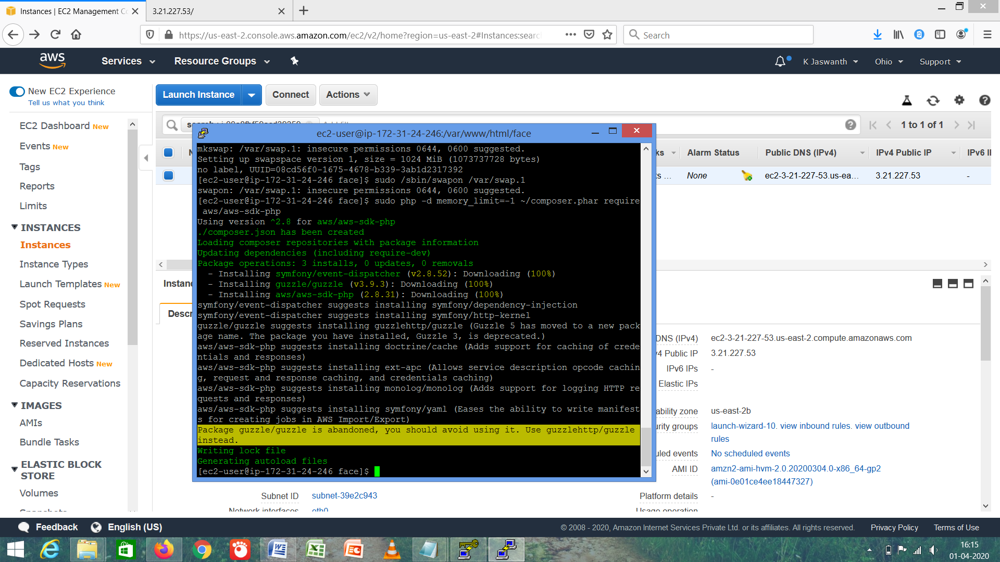 Instances | EC2 Management Co
3.21.227.53/
https://us-east-2.console.aws.amazon.com/ec2/v2/home?region=us-east-2#Instances:searc
Search
aws
Services
Resource Groups
K Jaswanth
Ohio
Support
New EC2 Experience
Tell us what you think
Launch Instance
Connect
Actions
1 to 1 of 1
EC2 Dashboard New
Events New
Tags
Reports
Limits
INSTANCES
Instances
Instance Types
Launch Templates New
Spot Requests
Savings Plans
Reserved Instances
Dedicated Hosts New
Capacity Reservations
IMAGES
AMIs
Bundle Tasks
ELASTIC BLOCK
STORE
Volumes
Alarm Status
Public DNS (IPv4)
IPv4 Public IP
IPv6 I
ks ...
None
ec2-3-21-227-53.us-ea...
3.21.227.53
-
ec2-user@ip-172-31-24-246:/var/www/html/face
mkswap: /var/swap.1: insecure permissions 0644, 0600 suggested.
Setting up swapspace version 1, size = 1024 MiB (1073737728 bytes)
no label, UUID=08cd56f0-1675-4678-b339-3ab1d2317392
[ec2-user@ip-172-31-24-246 face]$ sudo /sbin/swapon /var/swap.1
swapon: /var/swap.1: insecure permissions 0644, 0600 suggested.
[ec2-user@ip-172-31-24-246 face]$ sudo php -d memory_limit=-1 ~/composer.phar require
aws/aws-sdk-php
Using version ^2.8 for aws/aws-sdk-php
./composer.json has been created
Loading composer repositories with package information
Updating dependencies (including require-dev)
Package operations: 3 installs, 0 updates, 0 removals
- Installing symfony/event-dispatcher (v2.8.52): Downloading (100%)
- Installing guzzle/guzzle (v3.9.3): Downloading (100%)
- Installing aws/aws-sdk-php (2.8.31): Downloading (100%)
symfony/event-dispatcher suggests installing symfony/dependency-injection
symfony/event-dispatcher suggests installing symfony/http-kernel
guzzle/guzzle suggests installing guzzlehttp/guzzle (Guzzle 5 has moved to a new pack
age name. The package you have installed, Guzzle 3, is deprecated.)
aws/aws-sdk-php suggests installing doctrine/cache (Adds support for caching of crede
ntials and responses)
aws/aws-sdk-php suggests installing ext-apc (Allows service description opcode cachin
g, request and response caching, and credentials caching)
aws/aws-sdk-php suggests installing monolog/monolog (Adds support for logging HTTP re
quests and responses)
aws/aws-sdk-php suggests installing symfony/yaml (Eases the ability to write manifest
s for creating jobs in AWS Import/Export)
Package guzzle/guzzle is abandoned, you should avoid using it. Use guzzlehttp/guzzle
instead.
Writing lock file
Generating autoload files
[ec2-user@ip-172-31-24-246 face]$
Instanc
Descr
DNS (IPv4)
ec2-3-21-227-53.us-east-2.compute.amazonaws.com
v4 Public IP
3.21.227.53
IPv6 IPs
-
Elastic IPs
ability zone
us-east-2b
urity groups
launch-wizard-10. view inbound rules. view outbound
rules
uled events
No scheduled events
AMI ID
amzn2-ami-hvm-2.0.20200304.0-x86_64-gp2
(ami-0e01ce4ee18447327)
Subnet ID
subnet-39e2c943
Platform details
-
Network interfaces
eth0
Usage operation
Feedback
English (US)
© 2008 - 2020, Amazon Internet Services Private Ltd. or its affiliates. All rights reserved.
Privacy Policy
Terms of Use
16:15
01-04-2020